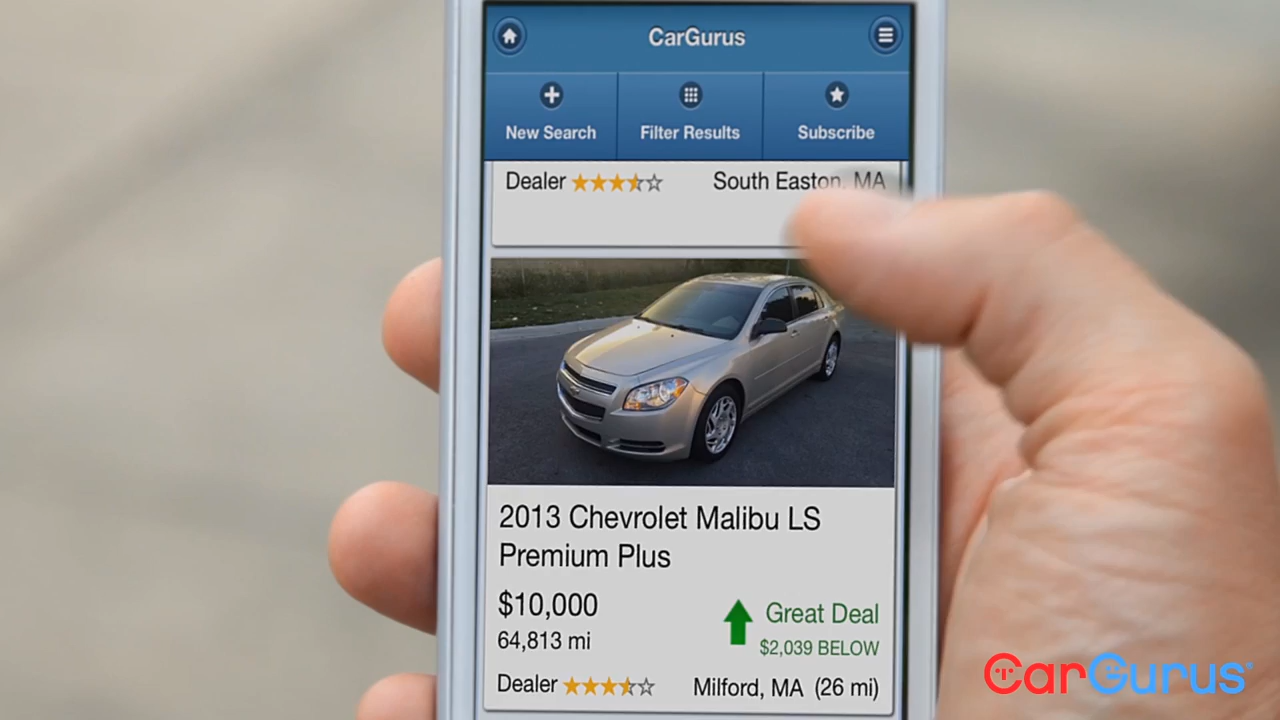 CarGurus
New Search
Filter Results
Subscribe
Dealer
South Easton, MA
2013 Chevrolet Malibu LS
Premium Plus
$10,000
64,813 mi
Great Deal
$2,039 BELOW
Dealer
Milford, MA (26 mi)
CarGurus